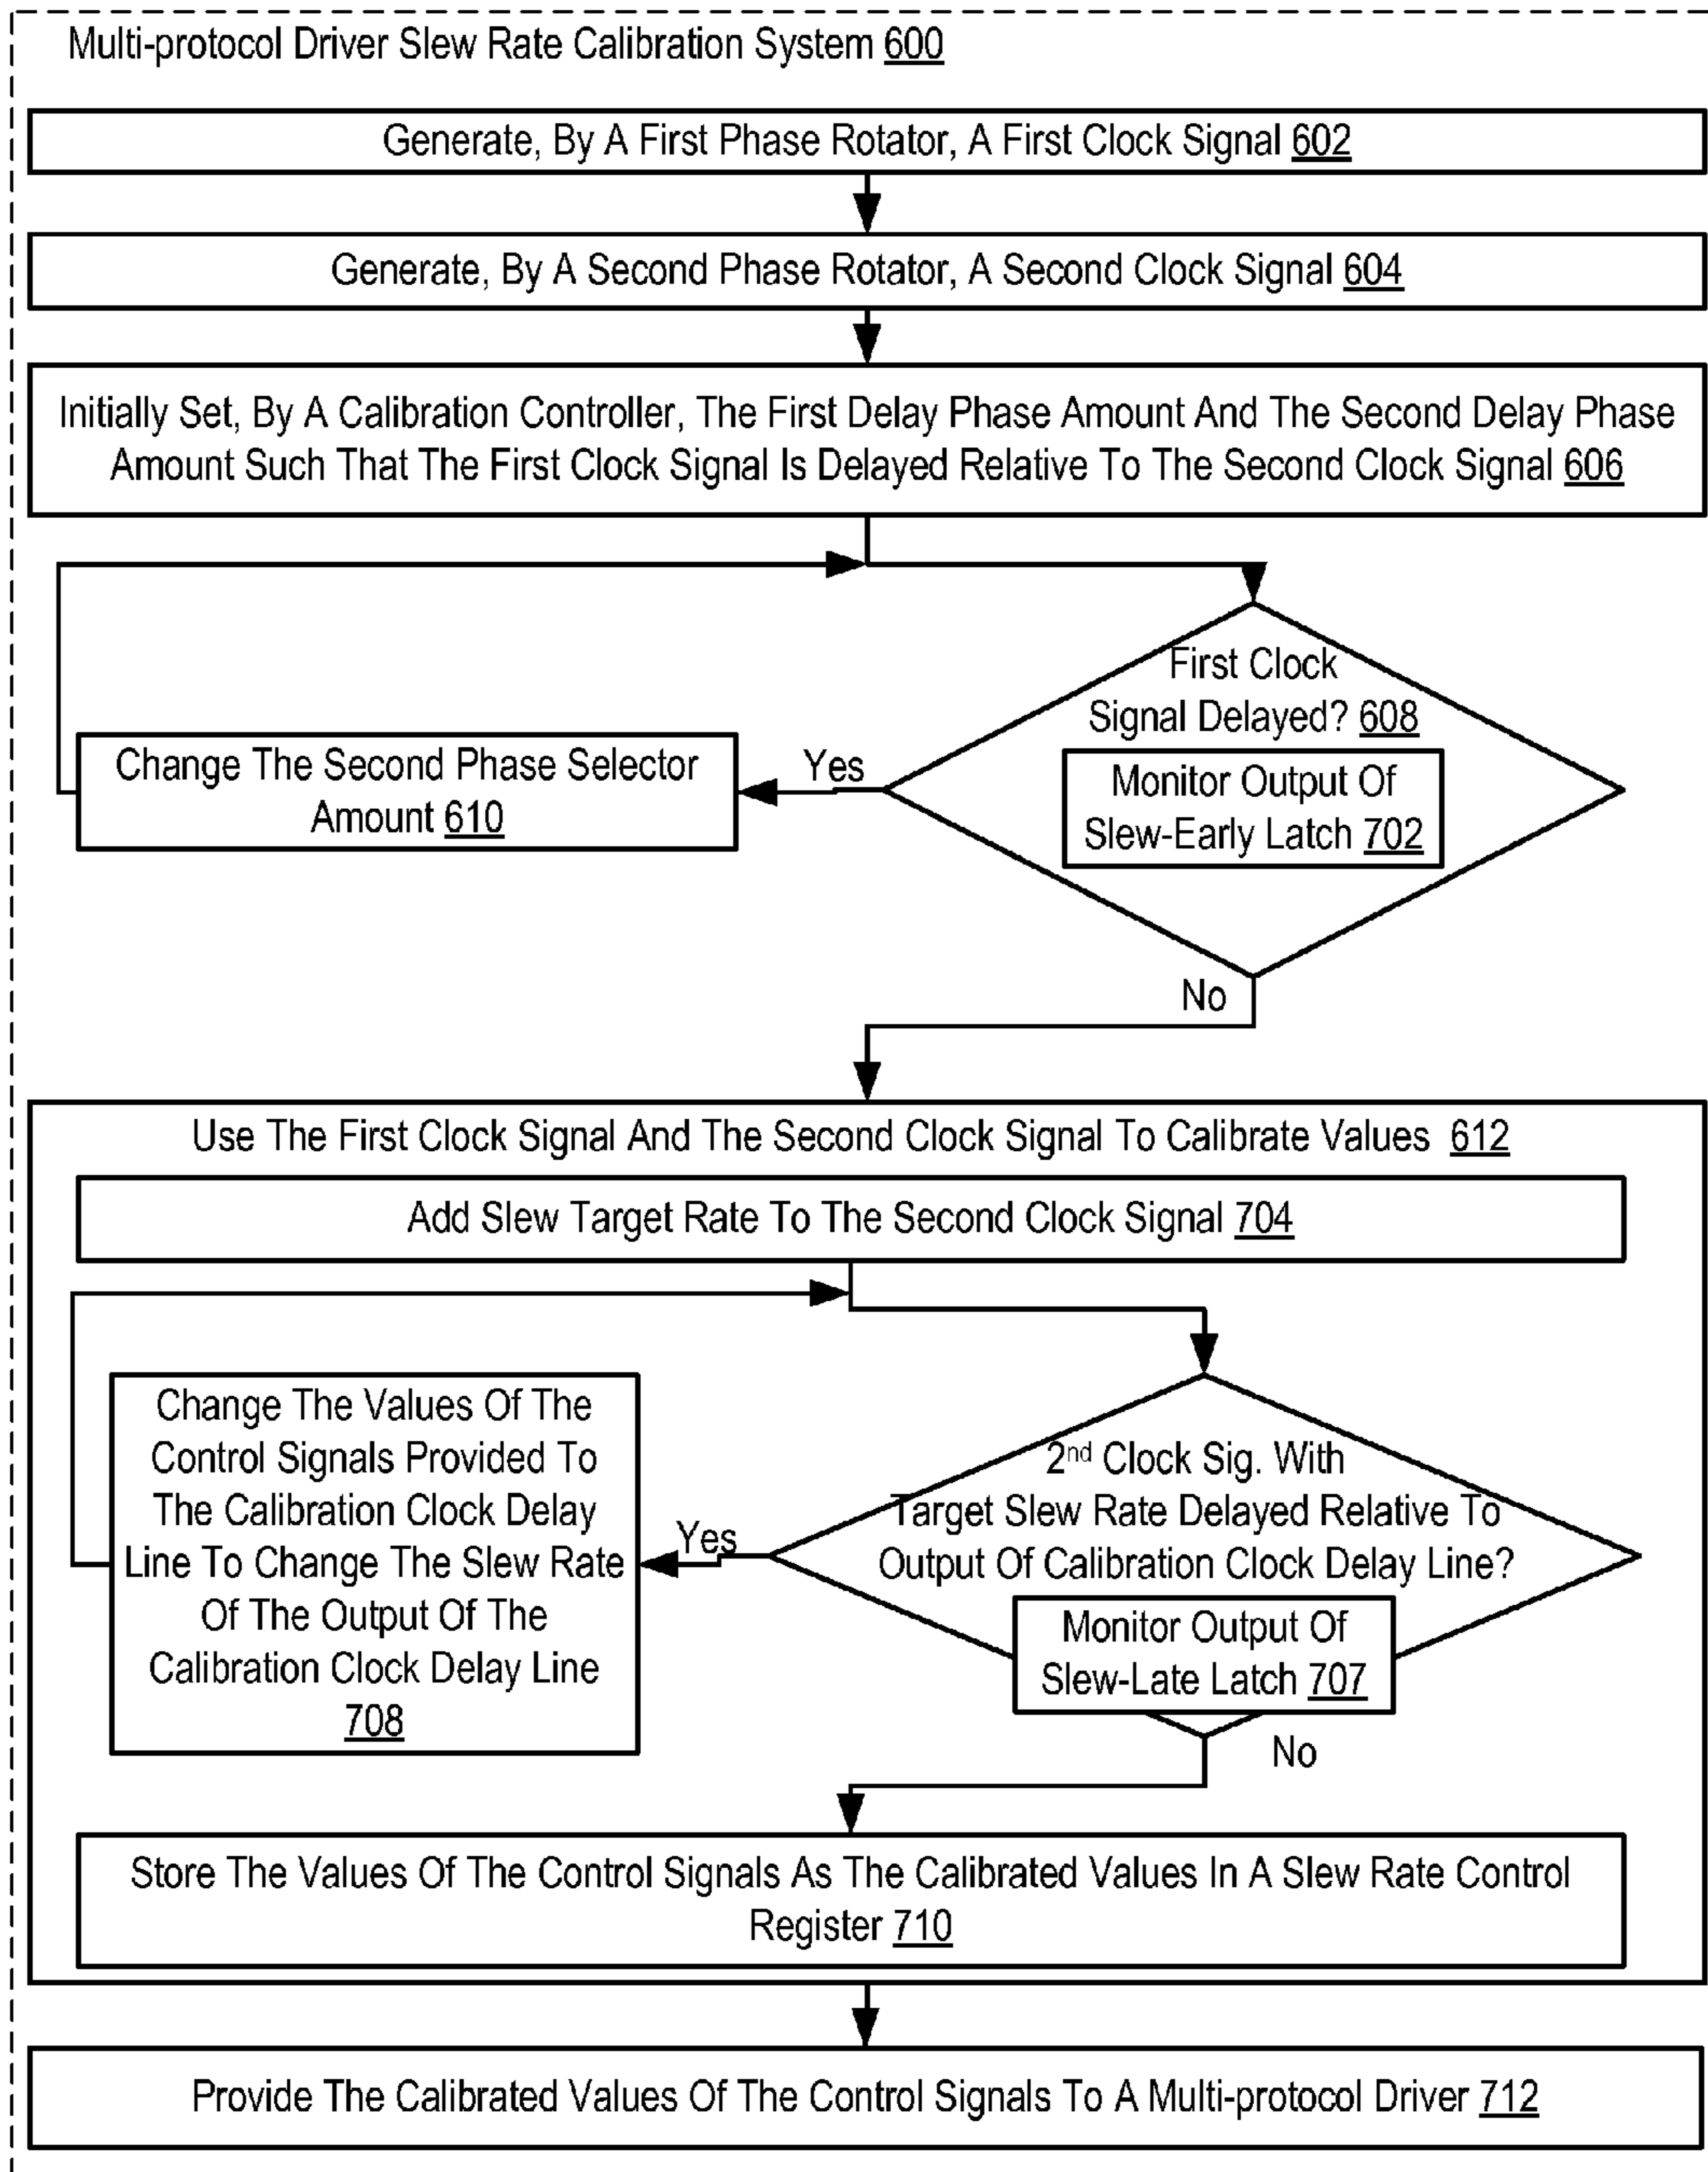 Multi-protocol Driver Slew Rate Calibration System 600
Generate, By A First Phase Rotator, A First Clock Signal 602
Generate, By A Second Phase Rotator, A Second Clock Signal 604
Initially Set, By A Calibration Controller, The First Delay Phase Amount And The Second Delay Phase
Amount Such That The First Clock Signal Is Delayed Relative To The Second Clock Signal 606
First Clock
Signal Delayed? 608
Monitor Output Of
Slew-Early Latch 702
Yes
Change The Second Phase Selector
Amount 610
No
Use The First Clock Signal And The Second Clock Signal To Calibrate Values 612
Add Slew Target Rate To The Second Clock Signal 704
2nd Clock Sig. With
Target Slew Rate Delayed Relative To
Output Of Calibration Clock Delay Line?
Monitor Output Of
Slew-Late Latch 707
Yes
Change The Values Of The
Control Signals Provided To
The Calibration Clock Delay
Line To Change The Slew Rate
Of The Output Of The
Calibration Clock Delay Line
708
No
Store The Values Of The Control Signals As The Calibrated Values In A Slew Rate Control
Register 710
Provide The Calibrated Values Of The Control Signals To A Multi-protocol Driver 712